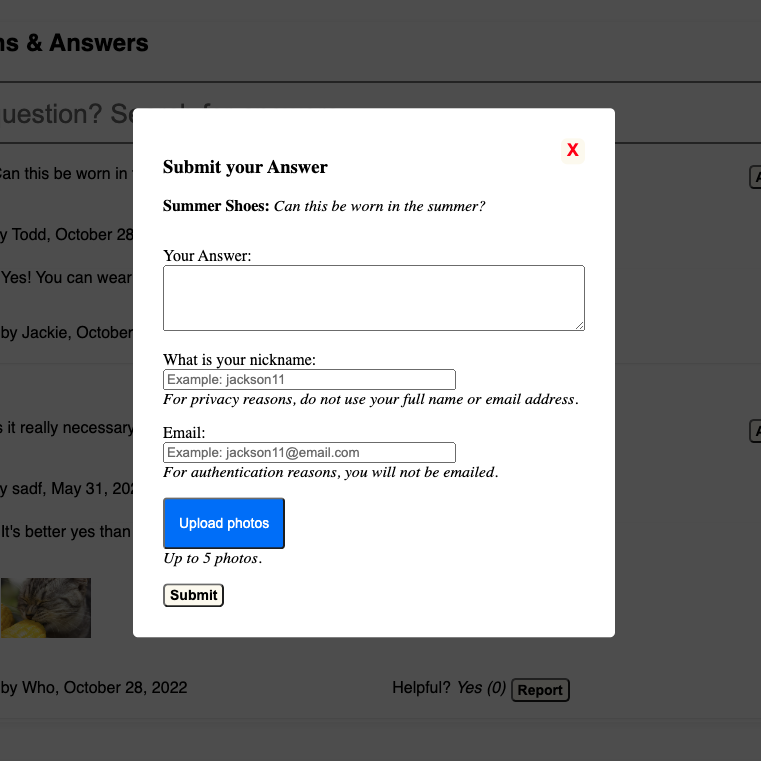 ns & Answers
uestion? Search f
X
Submit your Answer
Can this be worn in
A
Summer Shoes: Can this be worn in the summer?
y Todd, October 28
Your Answer:
Yes! You can wear
by Jackie, October
What is your nickname:
Example: jackson11
For privacy reasons, do not use your full name or email address.
s it really necessary
A
Email:
Example: jackson11@email.com
For authentication reasons, you will not be emailed.
y sadf, May 31, 202
Upload photos
It's better yes than
Up to 5 photos.
Submit
by Who, October 28, 2022
Helpful? Yes (0) Report